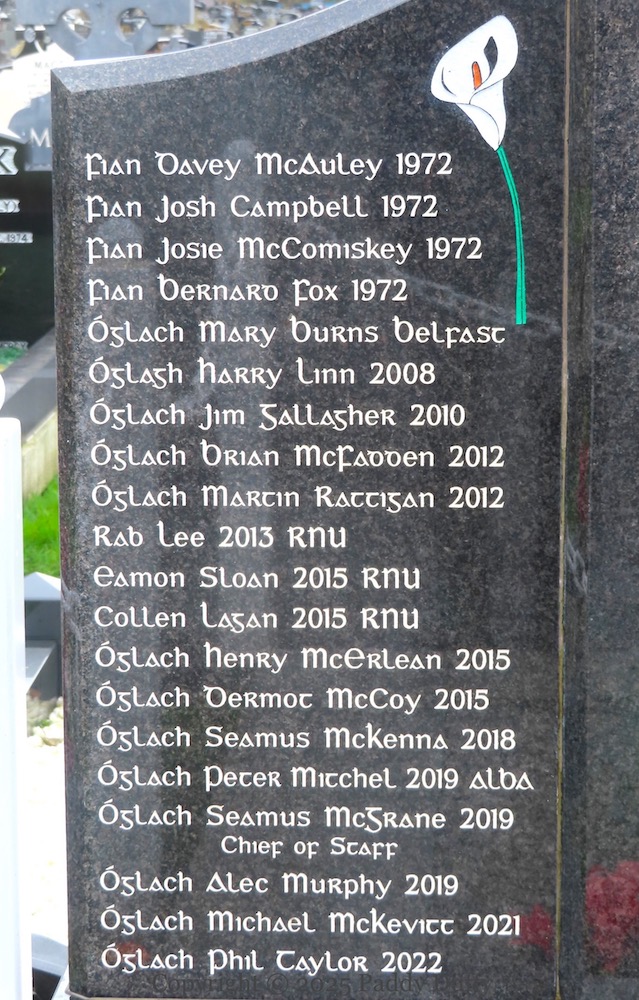 Fian Davey McAuley 1972
Fian Josh Campbell 1972
Fian Josie McComiskey 1972
Fian Bernard Fox 1972
Óglach Mary Burns Belfast
Óglagh Harry Linn 2008
Óglach Jim Gallagher 2010
Óglach Brian McFadden 2012
Óglach Martin Rattigan 2012
Rab Lee 2013 RNU
Eamon Sloan 2015 RNU
Collen Lagan 2015 RNU
Óglach Henry McErlean 2015
Óglach Dermot McCoy 2015
Óglach Seamus McKenna 2018
Óglach Peter Mitchel 2019 Alba
Óglach Seamus McGrane 2019
Chief of Staff
Óglach Alec Murphy 2019
Óglach Michael McKevitt 2021
Óglach Phil Taylor 2022
Copyright © 2025 Paddy
1974